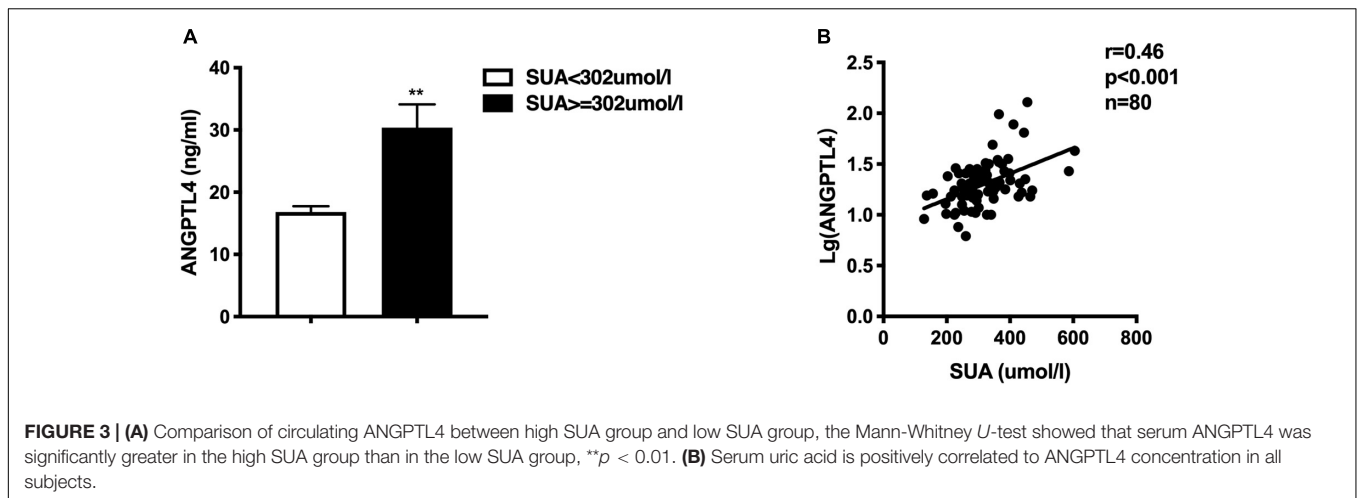 A
ANGPTL4 (ng/ml)
40
30
20
10
0
**
SUA<302umol/l
SUA>=302umol/l
B
r=0.46
p<0.001
n=80
Lg(ANGPTL4)
2.5
2.0
1.5
1.0
0.5
0.0
0 200 400 600 800
SUA (umol/l)
FIGURE 3 | (A) Comparison of circulating ANGPTL4 between high SUA group and low SUA group, the Mann-Whitney U-test showed that serum ANGPTL4 was
significantly greater in the high SUA group than in the low SUA group, **p < 0.01. (B) Serum uric acid is positively correlated to ANGPTL4 concentration in all
subjects.